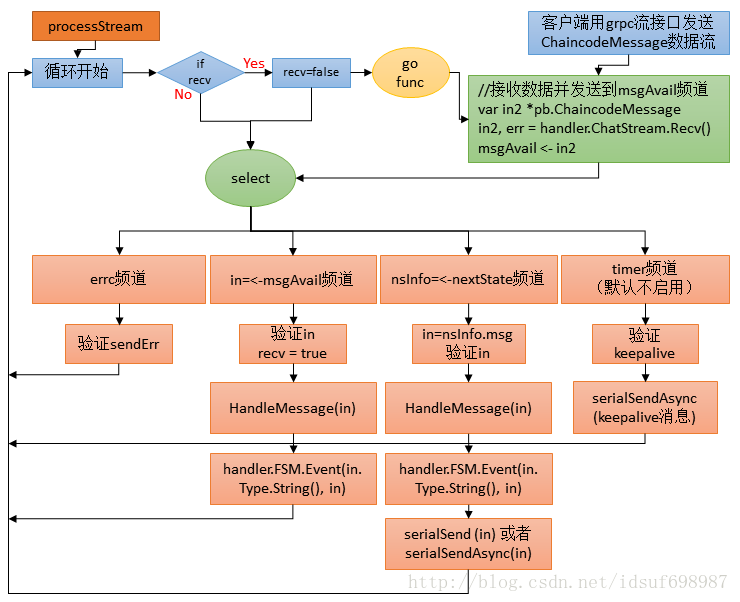 processStream
客户端用grpc流接口发送
ChaincodeMessage数据流
循环开始
if
recv
Yes
No
recv=false
go
func
//接收数据并发送到msgAvail频道
var in2 *pb.ChaincodeMessage
in2, err = handler.ChatStream.Recv()
msgAvail <- in2
select
errc频道
in=<-msgAvail频道
nsInfo=<-nextState频道
timer频道
（默认不启用）
验证sendErr
验证in
recv = true
in=nsInfo.msg
验证in
验证
keepalive
HandleMessage(in)
HandleMessage(in)
serialSendAsync
(keepalive消息)
handler.FSM.Event(in.
Type.String(), in)
handler.FSM.Event(in.
Type.String(), in)
serialSend (in) 或者
serialSendAsync(in)
http://blog.csdn.net/idsuf698987